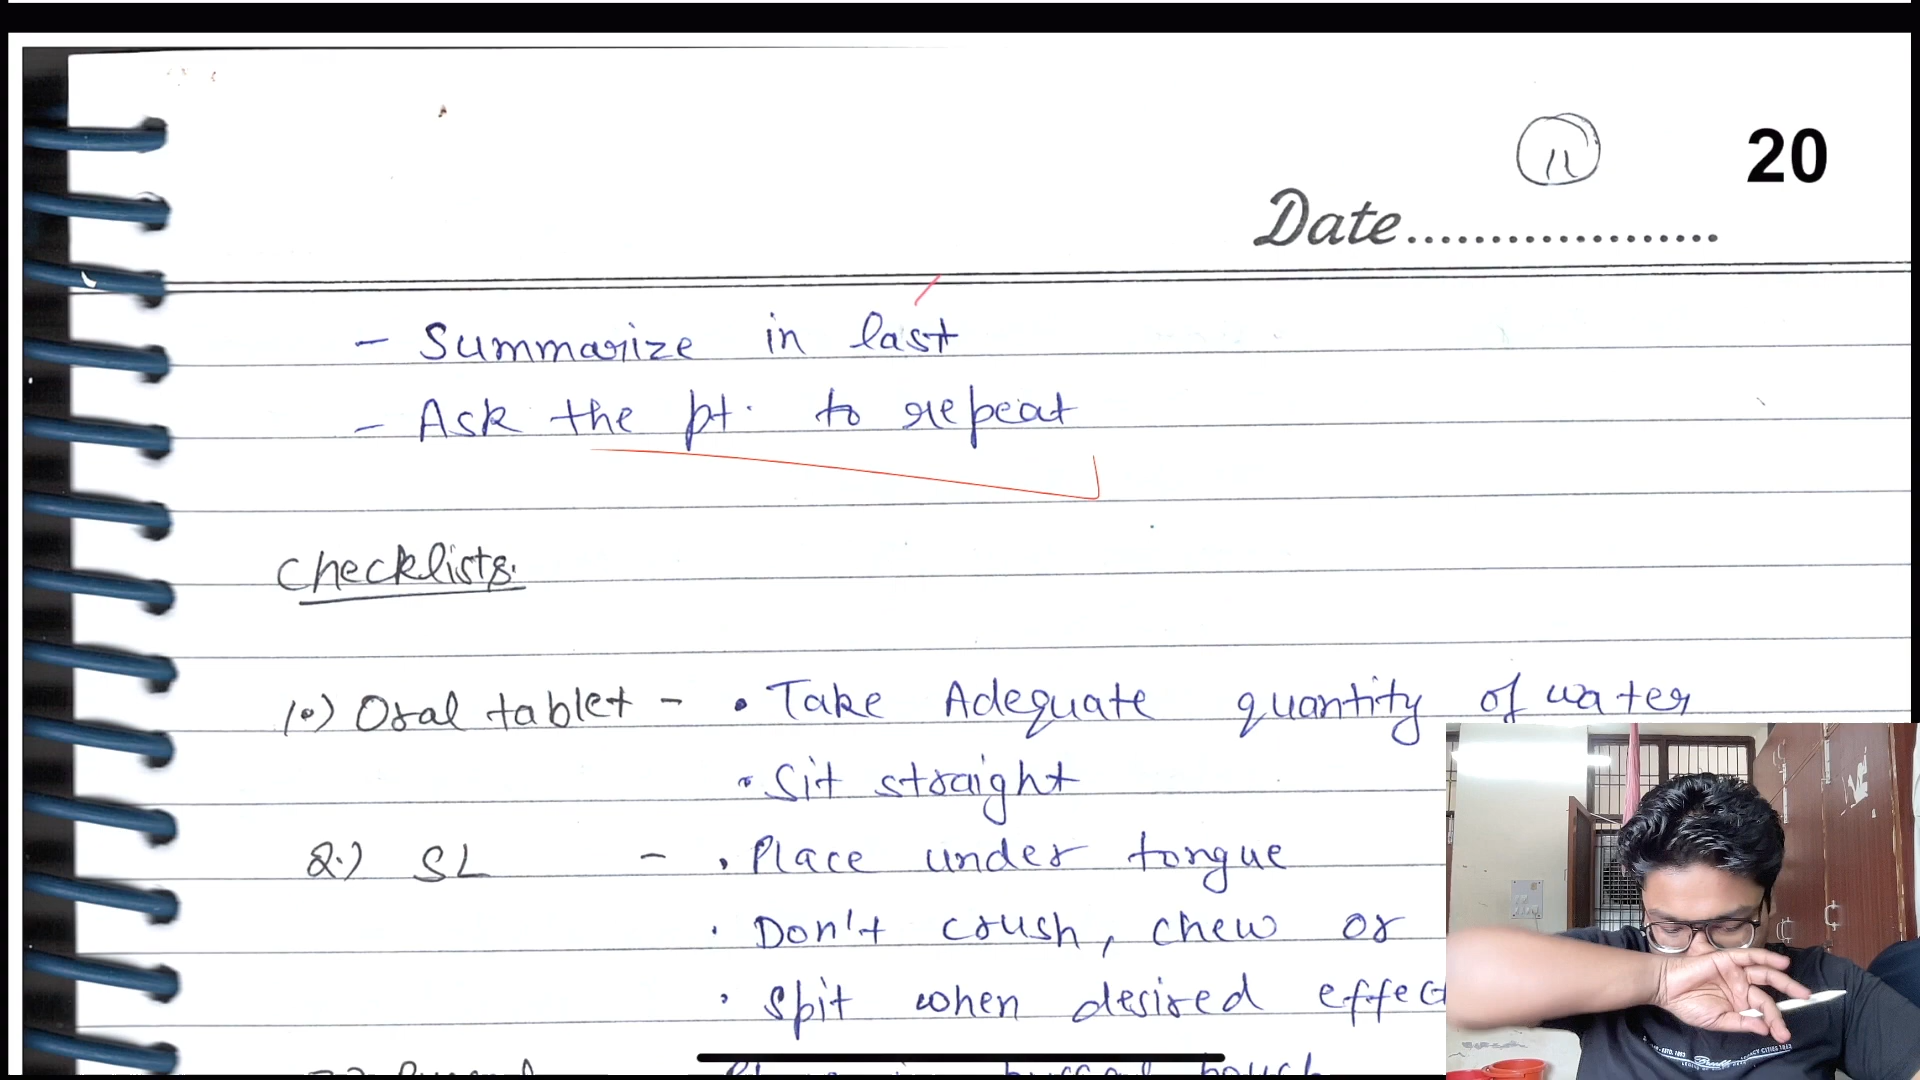 11
20
Date...................
- Summarize in last
- Ask the pt. to repeat
Checklists.
1.) Oral tablet - • Take Adequate quantity of water
• Sit straight
2.) SL - • Place under tongue
• Don't crush, chew or
• Spit when desired effect